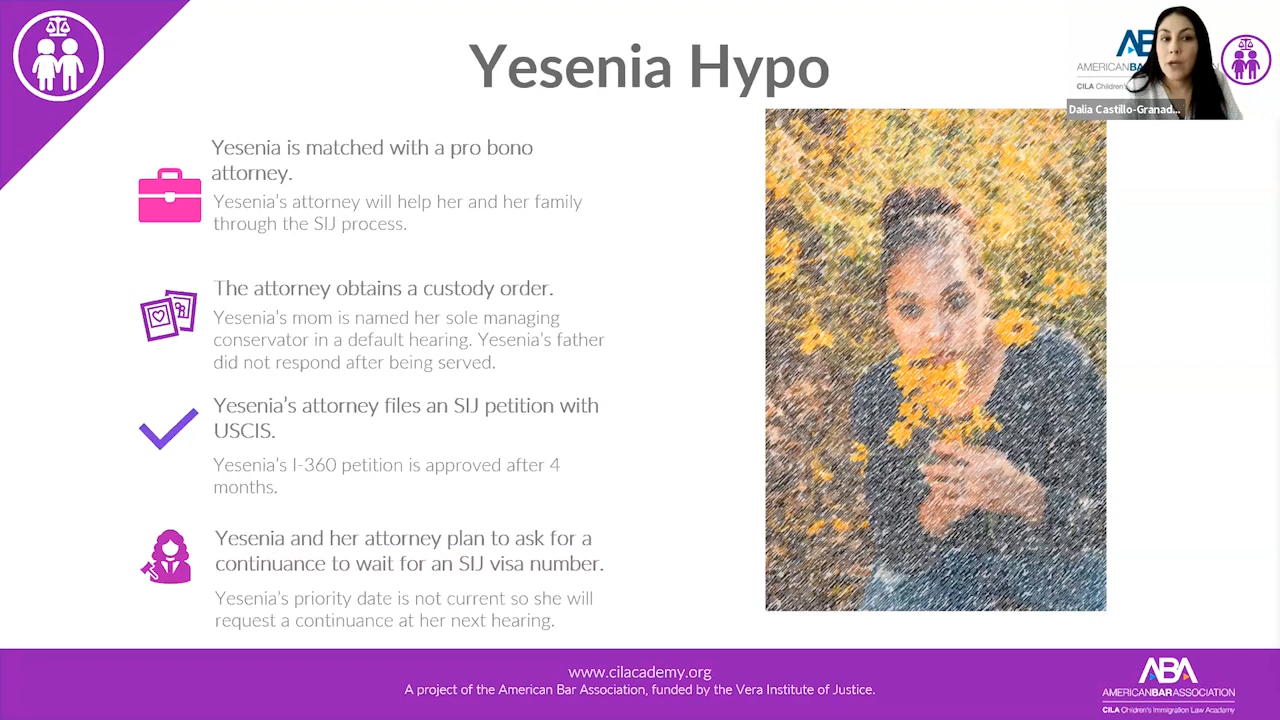 Yesenia Hypo
AMERICANBAR
CILA Children's
Dalia Castillo-Granad...
Yesenia is matched with a pro bono
attorney.
Yesenia's attorney will help her and her family
through the SIJ process.
The attorney obtains a custody order.
Yesenia's mom is named her sole managing
conservator in a default hearing. Yesenia's father
did not respond after being served.
Yesenia's attorney files an SIJ petition with
USCIS.
Yesenia's I-360 petition is approved after 4
months.
Yesenia and her attorney plan to ask for a
continuance to wait for an SIJ visa number.
Yesenia's priority date is not current so she will
request a continuance at her next hearing.
www.cilacademy.org
A project of the American Bar Association, funded by the Vera Institute of Justice.
ABA
AMERICANBARASSOCIATION
CILA Children's Immigration Law Academy